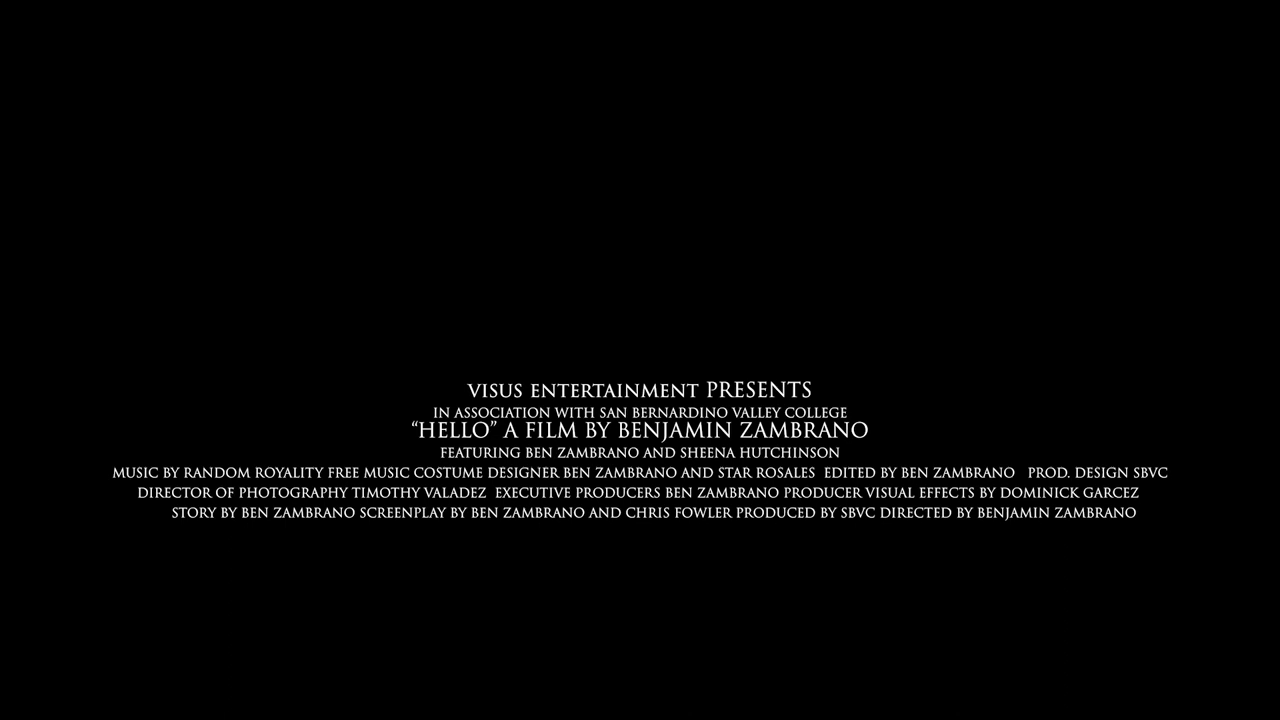 VISUS ENTERTAINMENT PRESENTS
IN ASSOCIATION WITH SAN BERNARDINO VALLEY COLLEGE
“HELLO” A FILM BY BENJAMIN ZAMBRANO
FEATURING BEN ZAMBRANO AND SHEENA HUTCHINSON
MUSIC BY RANDOM ROYALITY FREE MUSIC COSTUME DESIGNER BEN ZAMBRANO AND STAR ROSALES EDITED BY BEN ZAMBRANO PROD. DESIGN SBVC
DIRECTOR OF PHOTOGRAPHY TIMOTHY VALADEZ EXECUTIVE PRODUCERS BEN ZAMBRANO PRODUCER VISUAL EFFECTS BY DOMINICK GARCEZ
STORY BY BEN ZAMBRANO SCREENPLAY BY BEN ZAMBRANO AND CHRIS FOWLER PRODUCED BY SBVC DIRECTED BY BENJAMIN ZAMBRANO